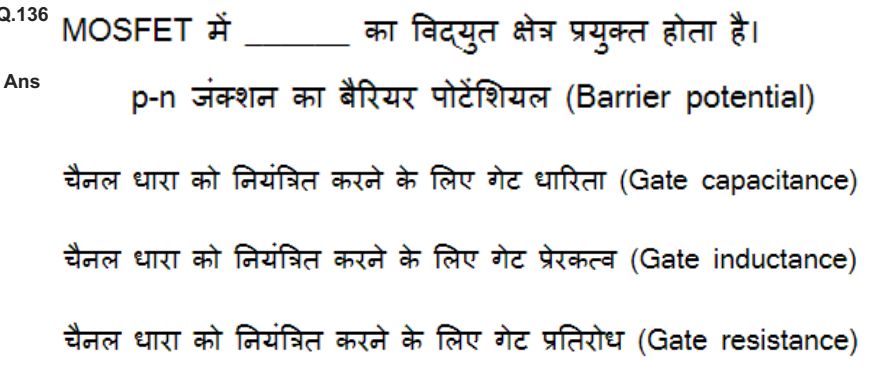 Q.136 MOSFET में ______ का विद्युत क्षेत्र प्रयुक्त होता है।
Ans p-n जंक्शन का बैरियर पोटेंशियल (Barrier potential)
चैनल धारा को नियंत्रित करने के लिए गेट धारिता (Gate capacitance)
चैनल धारा को नियंत्रित करने के लिए गेट प्रेरकत्व (Gate inductance)
चैनल धारा को नियंत्रित करने के लिए गेट प्रतिरोध (Gate resistance)